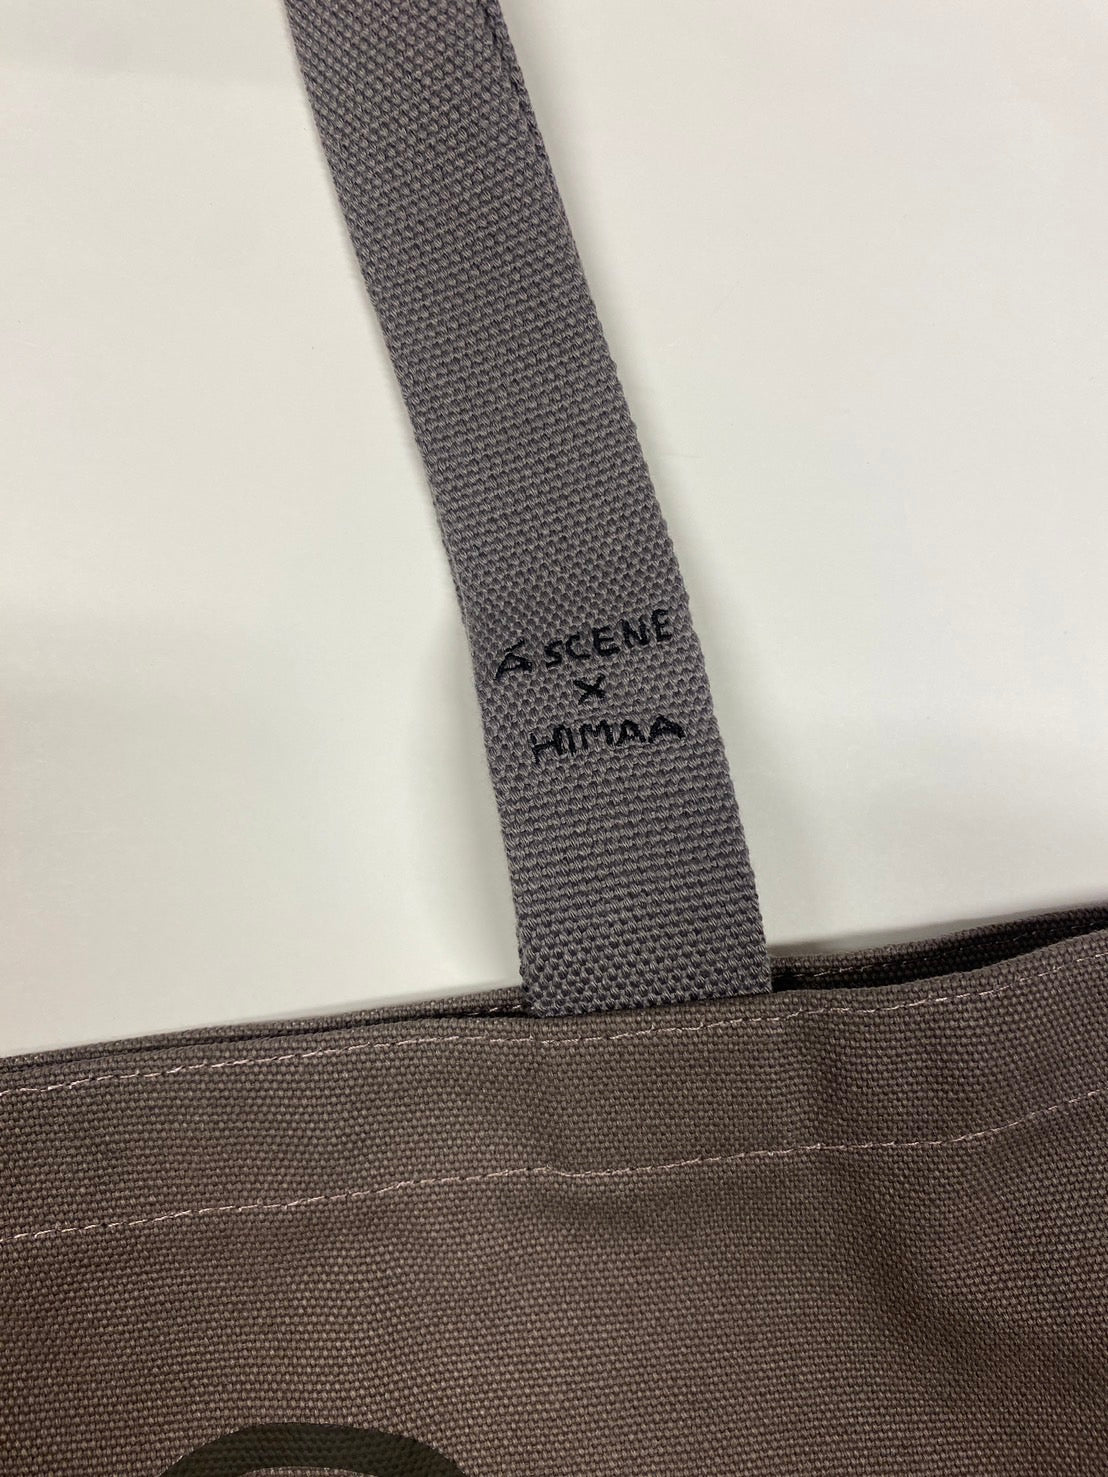 Á SCENE
×
HIMAA